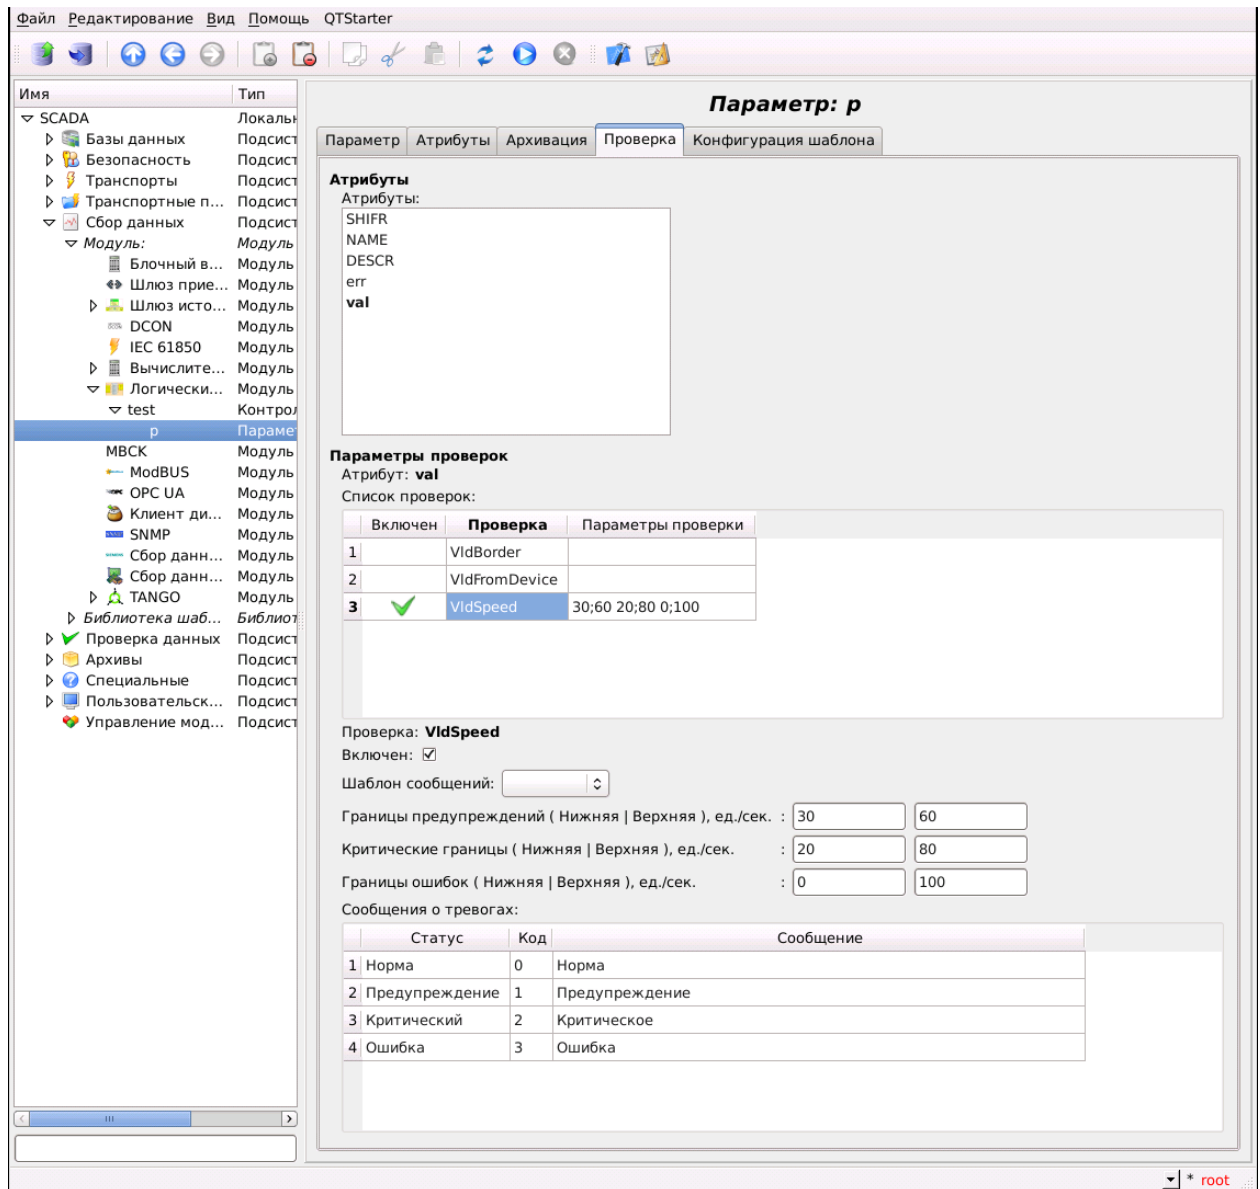 Файл Редактирование Вид Помощь QTStarter
Имя Тип
SCADA Локальн
Базы данных Подсист
Безопасность Подсист
Транспорты Подсист
Транспортные п... Подсист
Сбор данных Подсист
Модуль: Модуль
Блочный в... Модуль
Шлюз прие... Модуль
Шлюз исто... Модуль
DCON Модуль
IEC 61850 Модуль
Вычислите... Модуль
Логически... Модуль
test Контрол
p Парамет
МВСК Модуль
ModBUS Модуль
OPC UA Модуль
Клиент ди... Модуль
SNMP Модуль
Сбор данн... Модуль
Сбор данн... Модуль
TANGO Модуль
Библиотека шаб... Библиот
Проверка данных Подсист
Архивы Подсист
Специальные Подсист
Пользовательск... Подсист
Управление мод... Подсист
Параметр: p
Параметр Атрибуты Архивация Проверка Конфигурация шаблона
Атрибуты
Атрибуты:
SHIFR
NAME
DESCR
err
val
Параметры проверок
Атрибут: val
Список проверок:
Включен Проверка Параметры проверки
1 VldBorder
2 VldFromDevice
3 VldSpeed 30;60 20;80 0;100
Проверка: VldSpeed
Включен:
Шаблон сообщений:
Границы предупреждений ( Нижняя | Верхняя ), ед./сек. : 30 60
Критические границы ( Нижняя | Верхняя ), ед./сек. : 20 80
Границы ошибок ( Нижняя | Верхняя ), ед./сек. : 0 100
Сообщения о тревогах:
Статус Код Сообщение
1 Норма 0 Норма
2 Предупреждение 1 Предупреждение
3 Критический 2 Критическое
4 Ошибка 3 Ошибка
* root